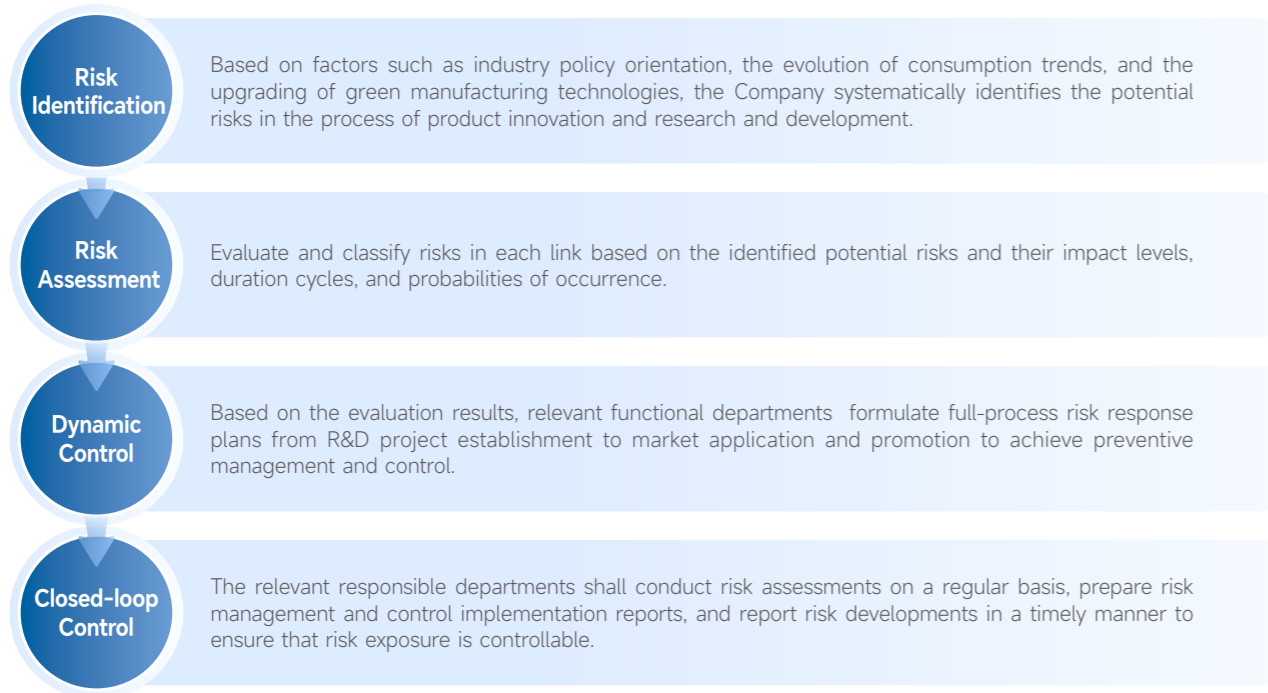 Risk
Identification
Based on factors such as industry policy orientation, the evolution of consumption trends, and the
upgrading of green manufacturing technologies, the Company systematically identifies the potential
risks in the process of product innovation and research and development.
Risk
Assessment
Evaluate and classify risks in each link based on the identified potential risks and their impact levels,
duration cycles, and probabilities of occurrence.
Dynamic
Control
Based on the evaluation results, relevant functional departments formulate full-process risk response
plans from R&D project establishment to market application and promotion to achieve preventive
management and control.
Closed-loop
Control
The relevant responsible departments shall conduct risk assessments on a regular basis, prepare risk
management and control implementation reports, and report risk developments in a timely manner to
ensure that risk exposure is controllable.